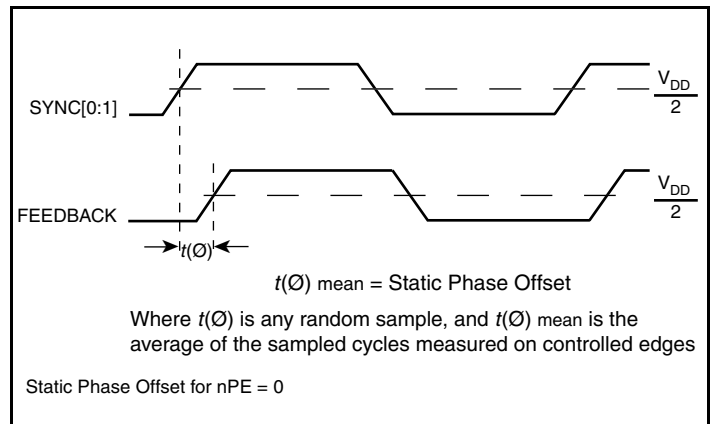 SYNC[0:1]
V_DD
2
FEEDBACK
V_DD
2
t(Ø)
t(Ø) mean = Static Phase Offset
Where t(Ø) is any random sample, and t(Ø) mean is the
average of the sampled cycles measured on controlled edges
Static Phase Offset for nPE = 0